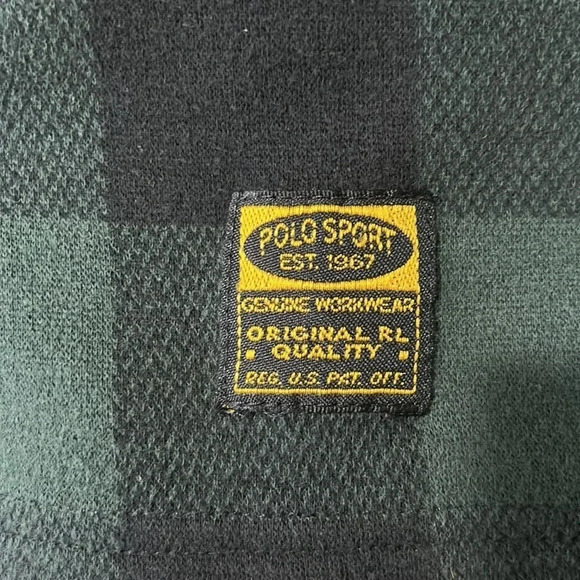 POLO SPORT
EST. 1967
GENUINE WORKWEAR
ORIGINAL RL
QUALITY
REG. U.S. PAT. OFF.